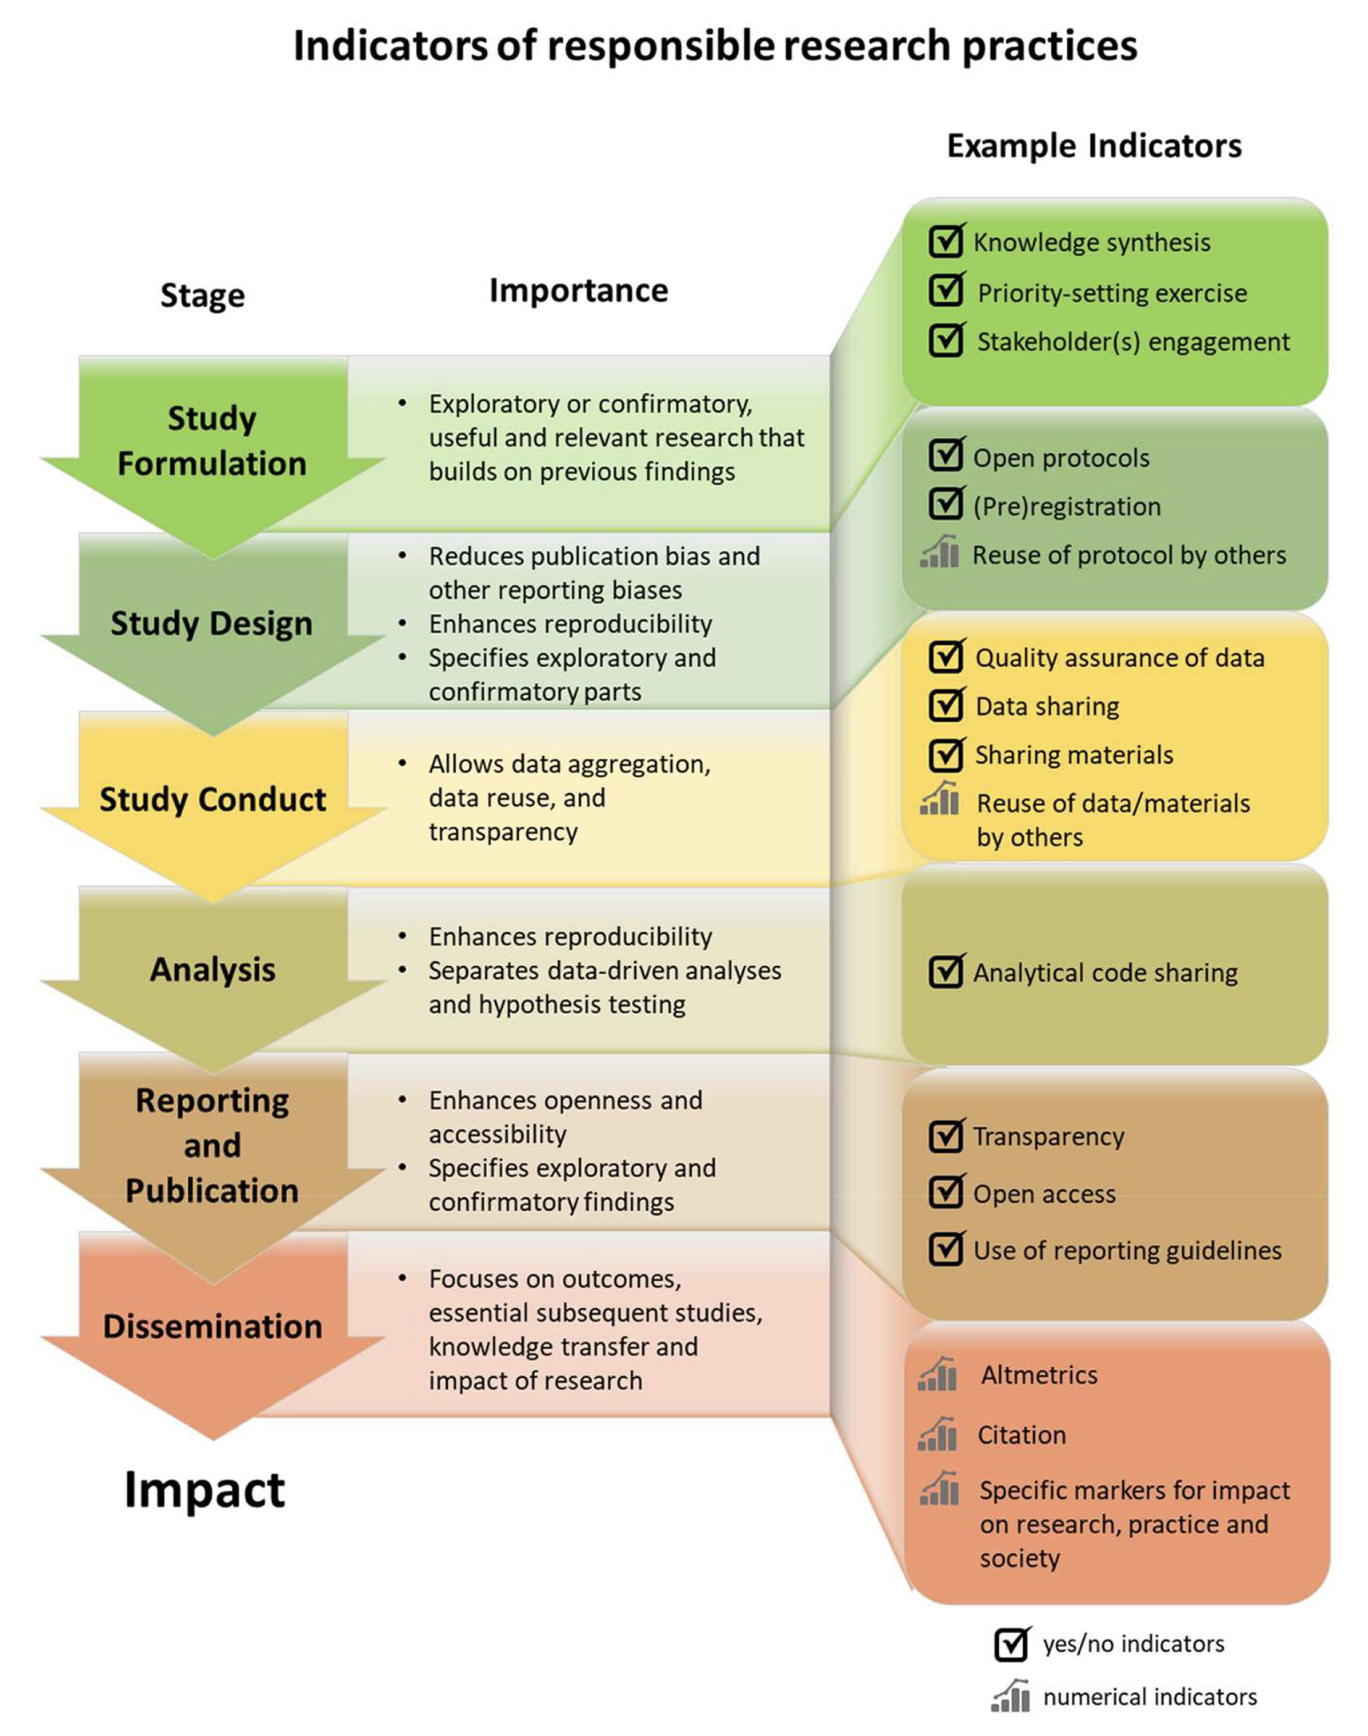 Indicators of responsible research practices
Stage
Importance
Example Indicators
Study
Formulation
• Exploratory or confirmatory,
useful and relevant research that
builds on previous findings
Knowledge synthesis
Priority-setting exercise
Stakeholder(s) engagement
Study Design
• Reduces publication bias and
other reporting biases
• Enhances reproducibility
• Specifies exploratory and
confirmatory parts
Open protocols
(Pre)registration
Reuse of protocol by others
Study Conduct
• Allows data aggregation,
data reuse, and
transparency
Quality assurance of data
Data sharing
Sharing materials
Reuse of data/materials
by others
Analysis
• Enhances reproducibility
• Separates data-driven analyses
and hypothesis testing
Analytical code sharing
Reporting
and
Publication
• Enhances openness and
accessibility
• Specifies exploratory and
confirmatory findings
Transparency
Open access
Use of reporting guidelines
Dissemination
• Focuses on outcomes,
essential subsequent studies,
knowledge transfer and
impact of research
Altmetrics
Citation
Specific markers for impact
on research, practice and
society
Impact
yes/no indicators
numerical indicators